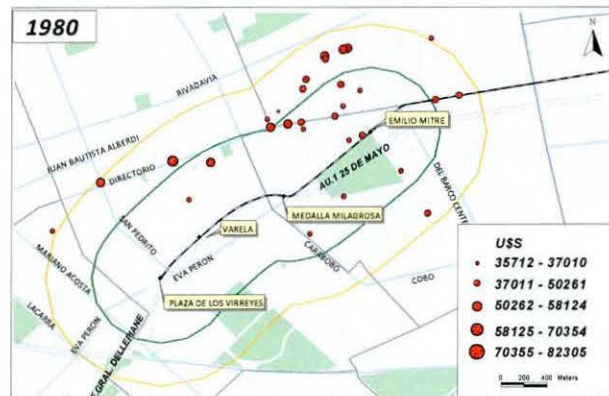 1980
N
RIVADAVIA
JUAN BAUTISTA ALBERDI
DIRECTORIO
EMILIO MITRE
AU.1 25 DE MAYO
DEL BARCO CENTE
SAN PEDRITO
MEDALLA MILAGROSA
VARELA
MARIANO ACOSTA
EVA PERON
CARABOBO
COBO
PLAZA DE LOS VIRREYES
LACARRA
EVA PERON
E GRAL. DELLEPIANE
U$S
35712 - 37010
37011 - 50261
50262 - 58124
58125 - 70354
70355 - 82305
0 200 400 Meters